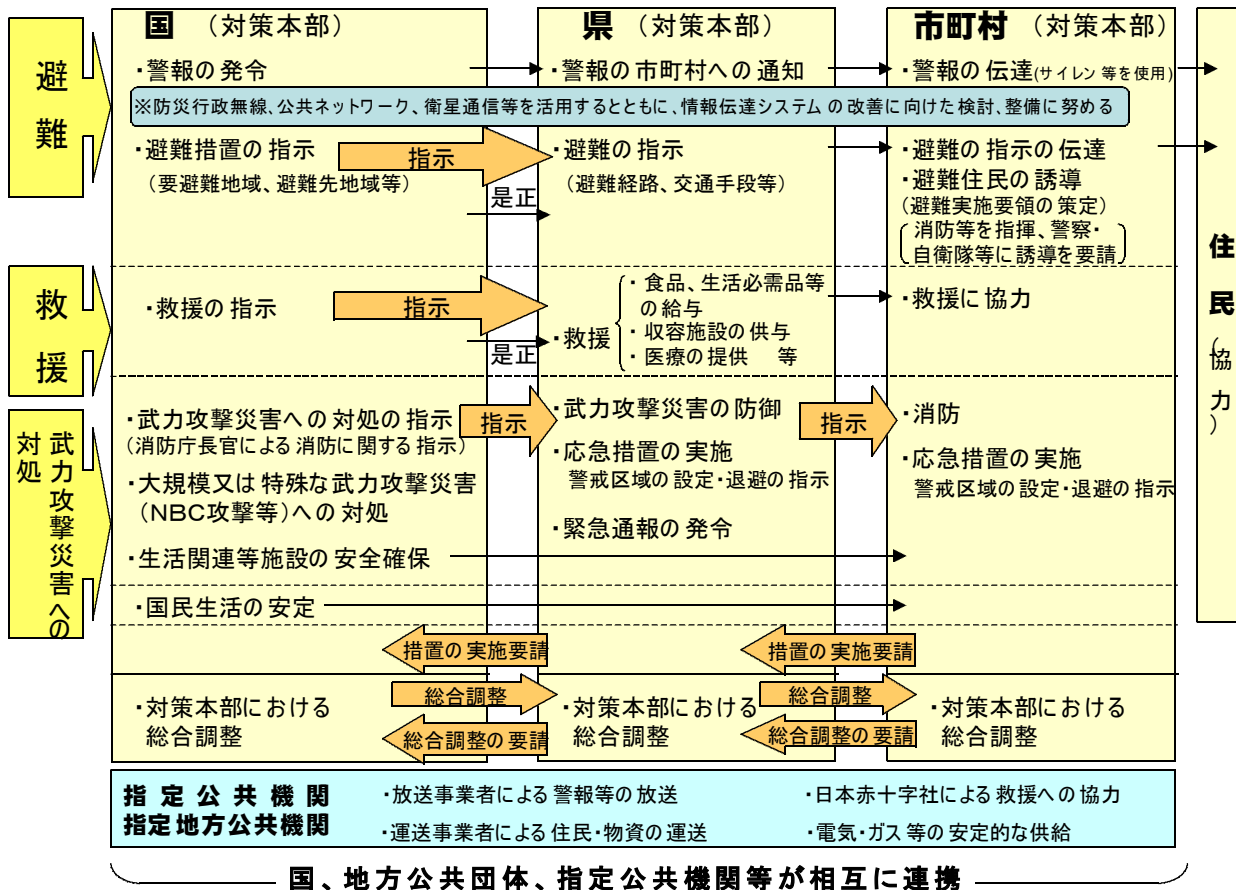 避難
国（対策本部）
県（対策本部）
市町村（対策本部）
・警報の発令
・警報の市町村への通知
・警報の伝達(サイレン等を使用)
※防災行政無線、公共ネットワーク、衛星通信等を活用するとともに、情報伝達システムの改善に向けた検討、整備に努める
・避難措置の指示
（要避難地域、避難先地域等）
指示
是正
・避難の指示
（避難経路、交通手段等）
・避難の指示の伝達
・避難住民の誘導
（避難実施要領の策定）
消防等を指揮、警察・
自衛隊等に誘導を要請
救援
・救援の指示
指示
是正
・救援
・食品、生活必需品等
の給与
・収容施設の供与
・医療の提供　等
・救援に協力
武力攻撃災害への
対処
・武力攻撃災害への対処の指示
（消防庁長官による消防に関する指示）
・大規模又は特殊な武力攻撃災害
（NBC攻撃等）への対処
・生活関連等施設の安全確保
・国民生活の安定
指示
・武力攻撃災害の防御
・応急措置の実施
警戒区域の設定・退避の指示
・緊急通報の発令
指示
・消防
・応急措置の実施
警戒区域の設定・退避の指示
措置の実施要請
措置の実施要請
・対策本部における
総合調整
総合調整
総合調整の要請
・対策本部における
総合調整
総合調整
総合調整の要請
・対策本部における
総合調整
住民（協力）
指定公共機関
指定地方公共機関
・放送事業者による警報等の放送
・日本赤十字社による救援への協力
・運送事業者による住民・物資の運送
・電気・ガス等の安定的な供給
国、地方公共団体、指定公共機関等が相互に連携